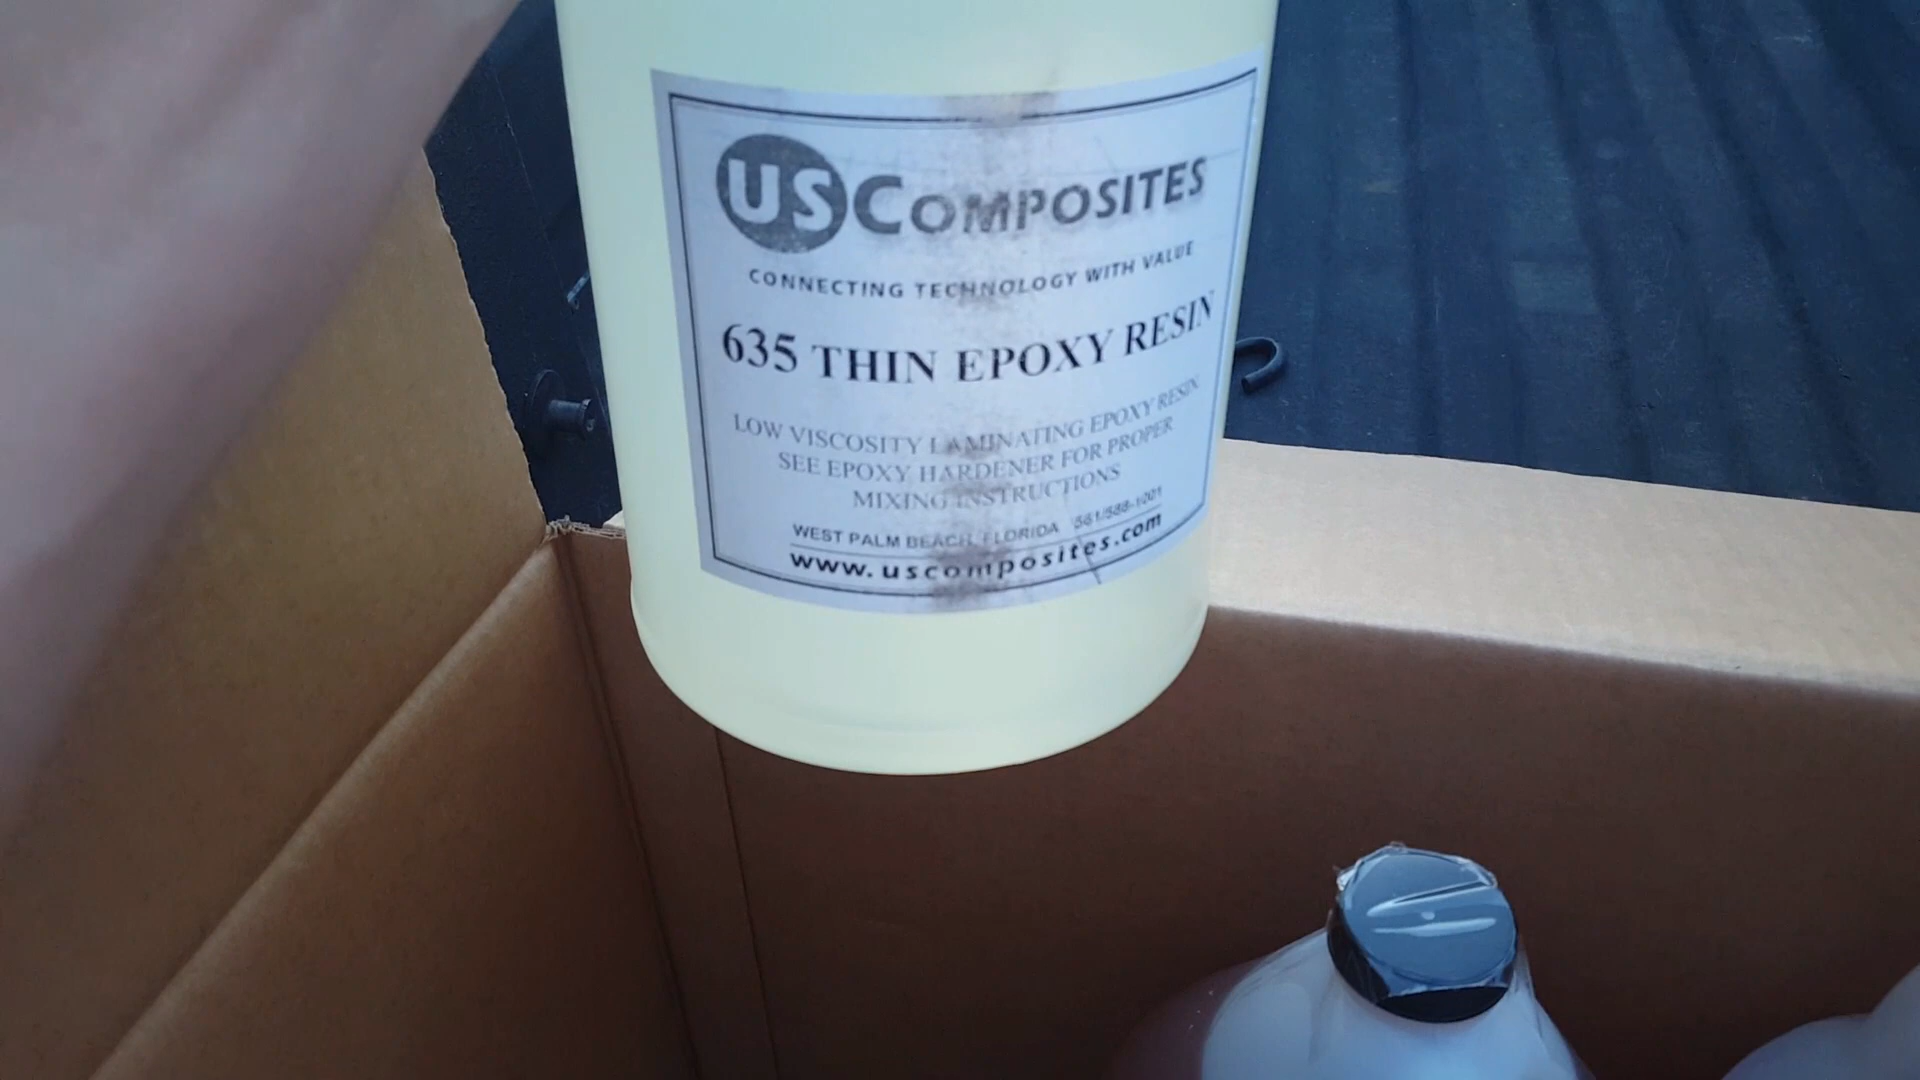 US COMPOSITES
CONNECTING TECHNOLOGY WITH VALUE
635 THIN EPOXY RESIN
LOW VISCOSITY LAMINATING EPOXY RESIN
SEE EPOXY HARDENER FOR PROPER
MIXING INSTRUCTIONS
WEST PALM BEACH, FLORIDA 561/588-1001
www.uscomposites.com